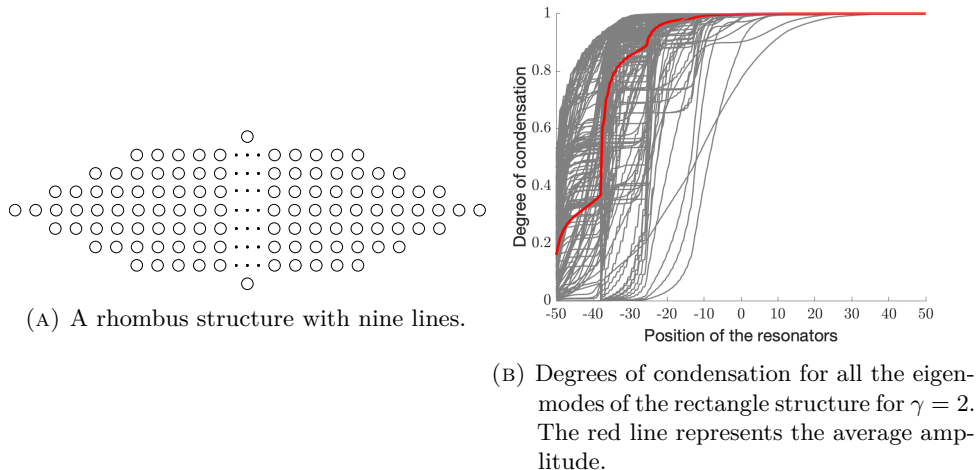 1
0.8
0.6
0.4
0.2
0
Degree of condensation
-50 -40 -30 -20 -10 0 10 20 30 40 50
Position of the resonators
(A) A rhombus structure with nine lines.
(B) Degrees of condensation for all the eigen-
modes of the rectangle structure for γ = 2.
The red line represents the average amp-
litude.